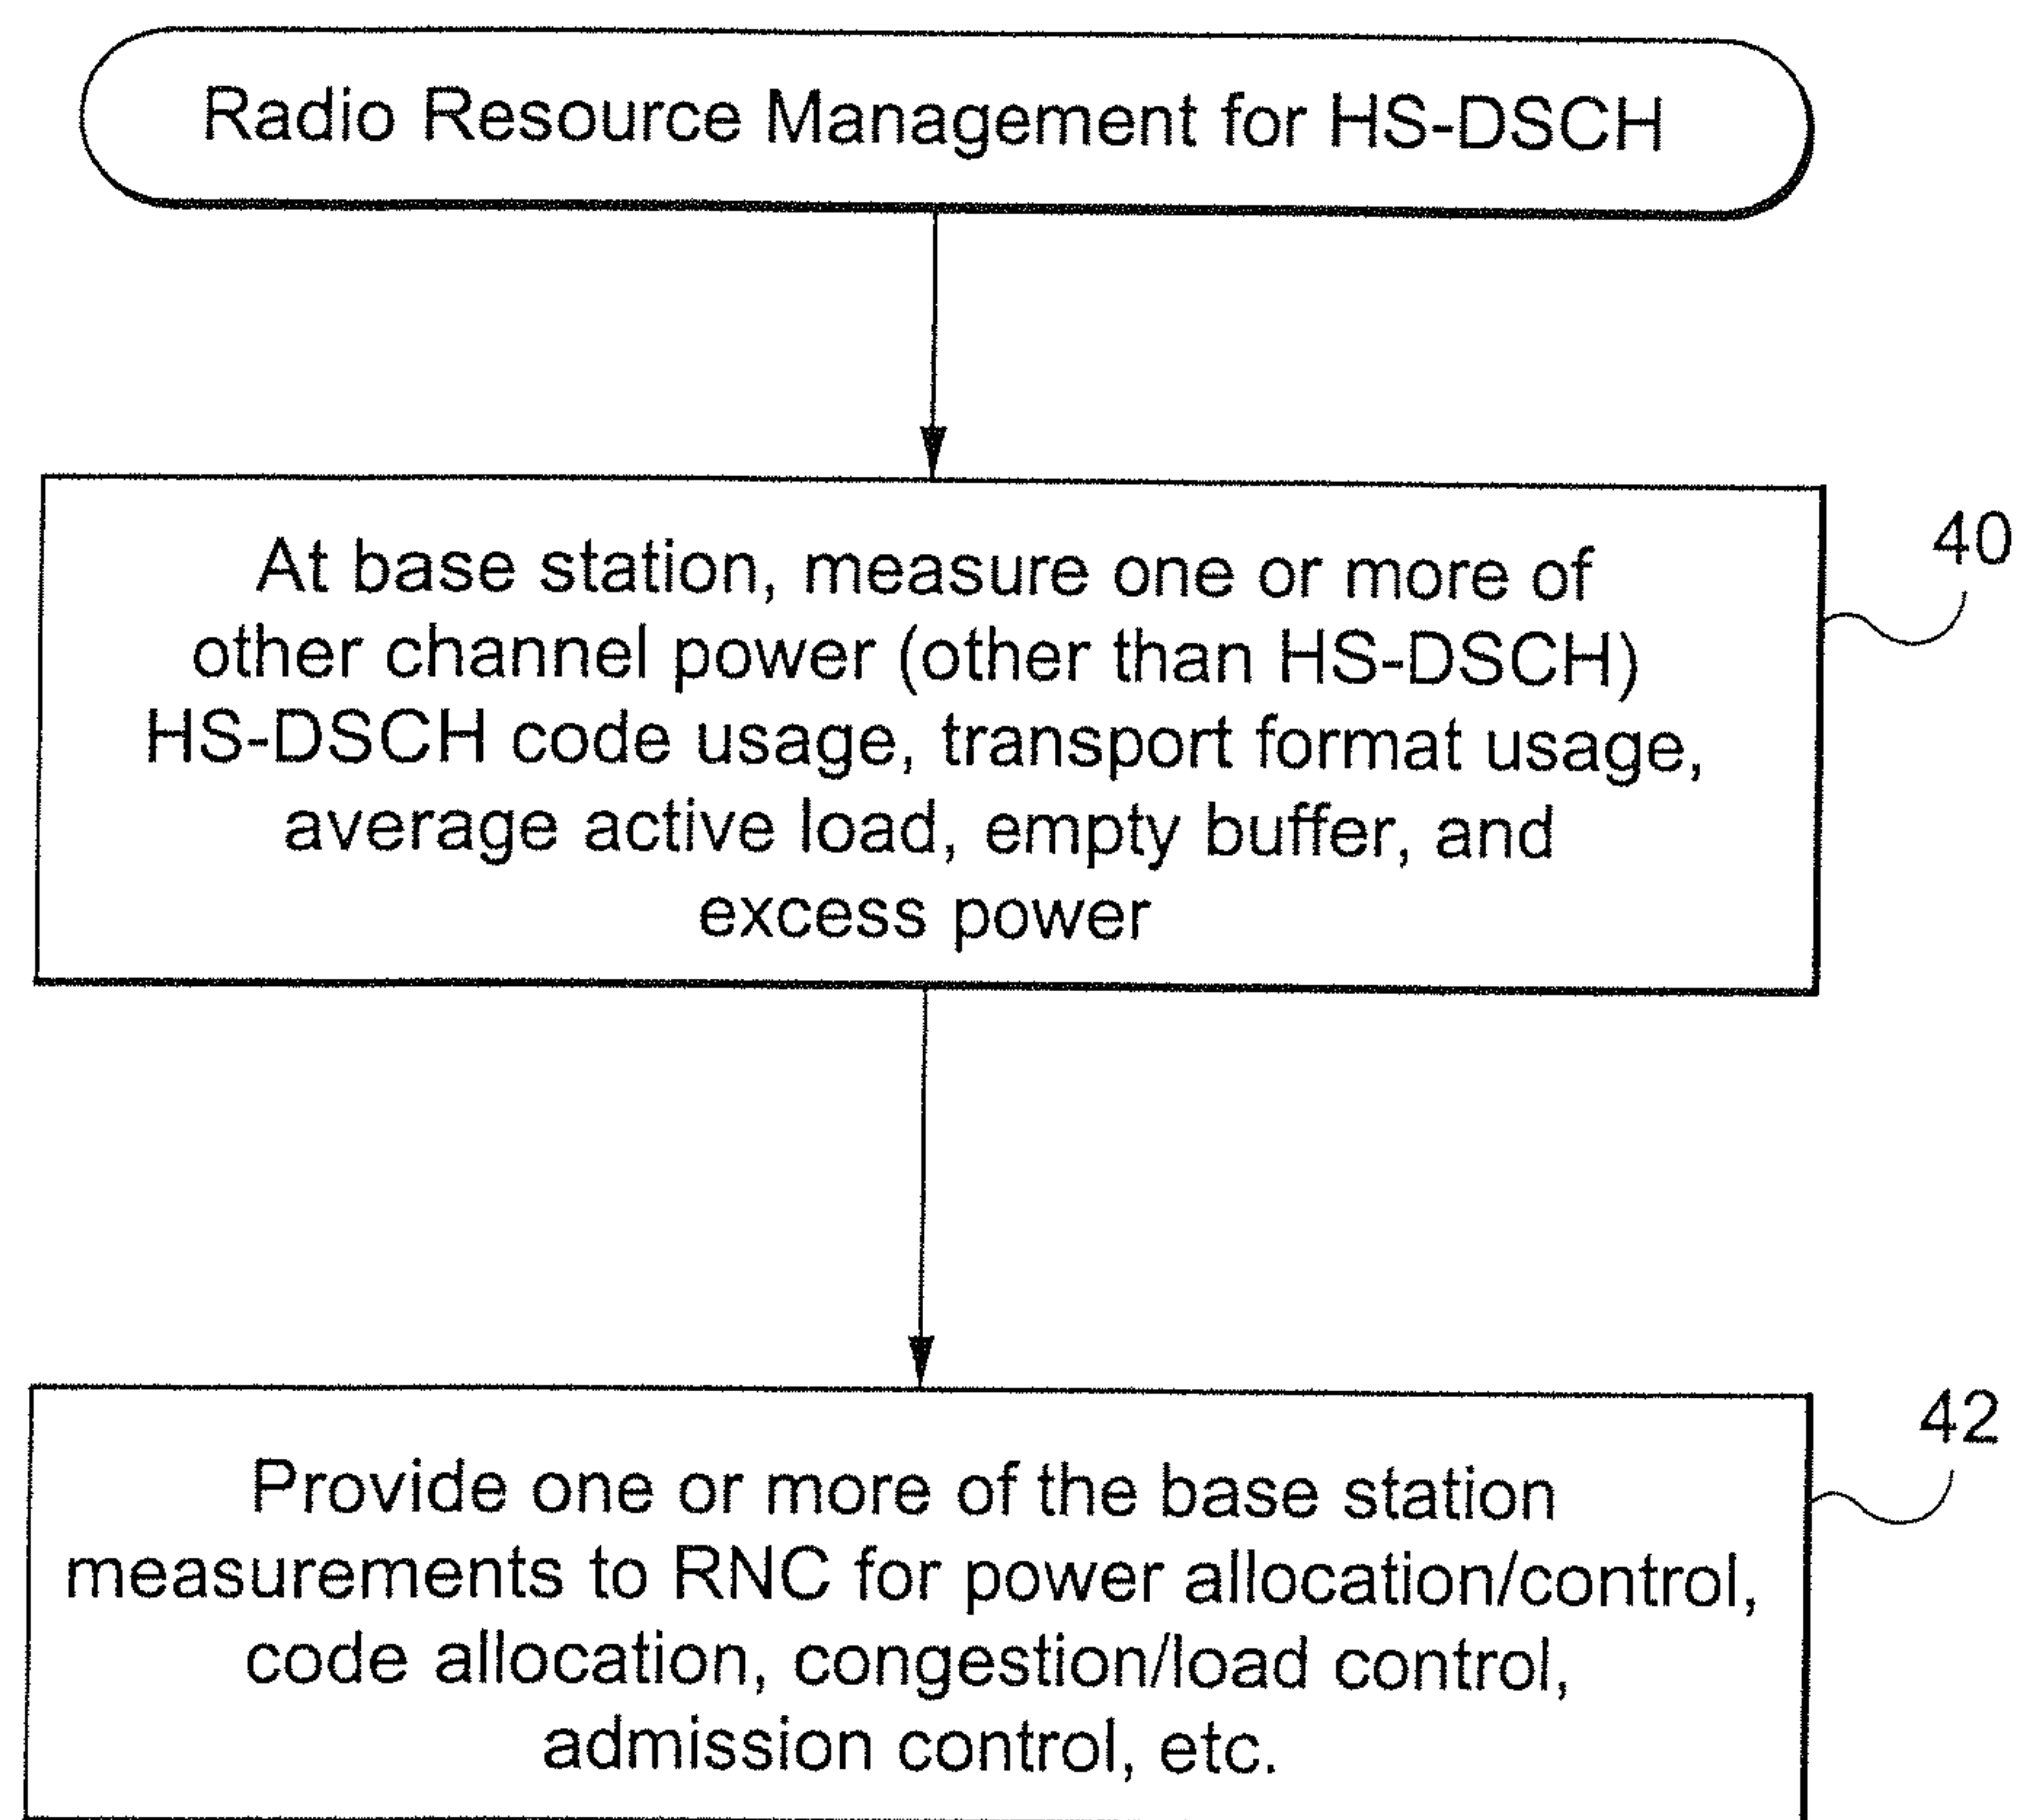 Radio Resource Management for HS-DSCH
At base station, measure one or more of
other channel power (other than HS-DSCH)
HS-DSCH code usage, transport format usage,
average active load, empty buffer, and
excess power
40
Provide one or more of the base station
measurements to RNC for power allocation/control,
code allocation, congestion/load control,
admission control, etc.
42